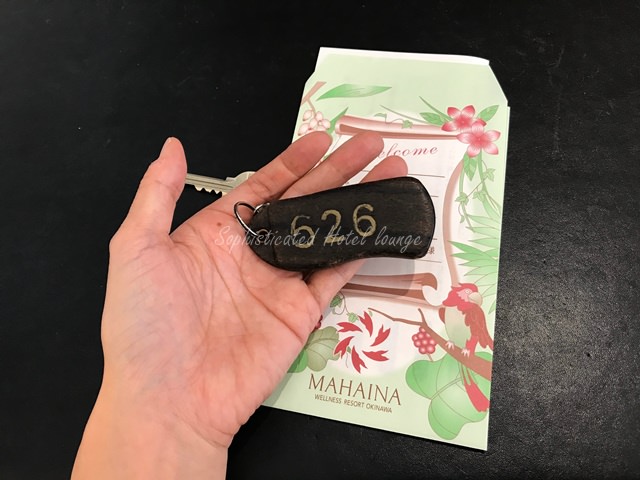 Welcome
626
Sophisticated Hotel lounge
MAHAINA
WELLNESS RESORT OKINAWA